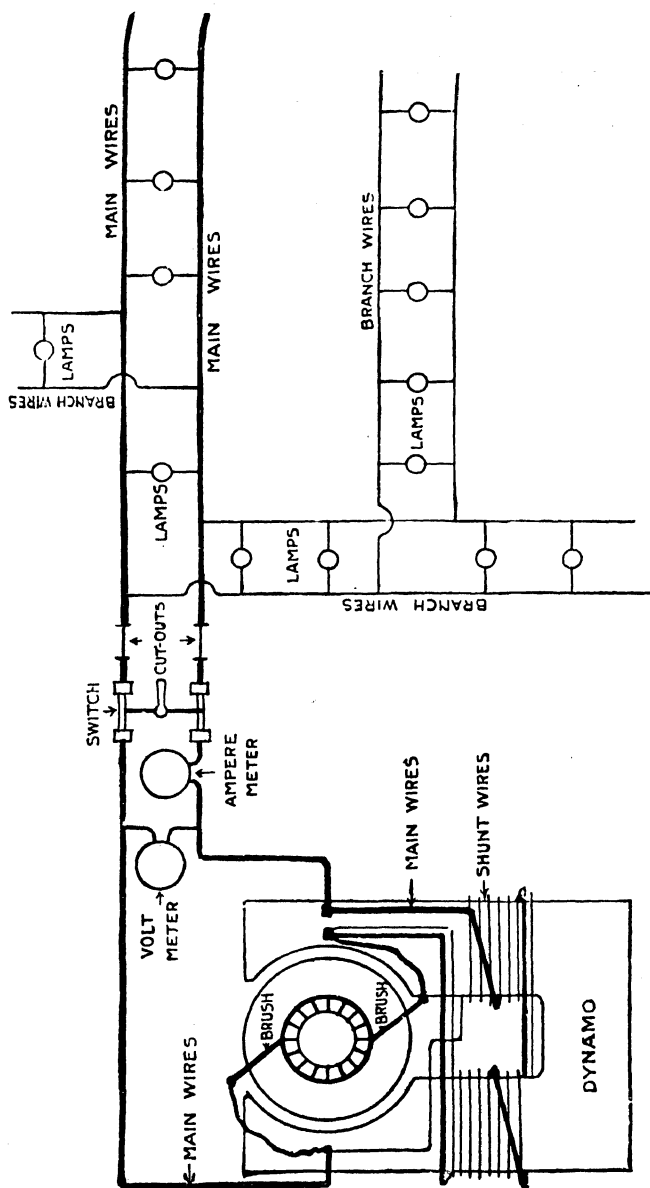 MAIN WIRES
MAIN WIRES
LAMPS
BRANCH WIRES
BRANCH WIRES
LAMPS
LAMPS
LAMPS
BRANCH WIRES
CUT-OUTS
SWITCH
AMPERE
METER
VOLT
METER
MAIN WIRES
SHUNT WIRES
BRUSH
BRUSH
MAIN WIRES
DYNAMO